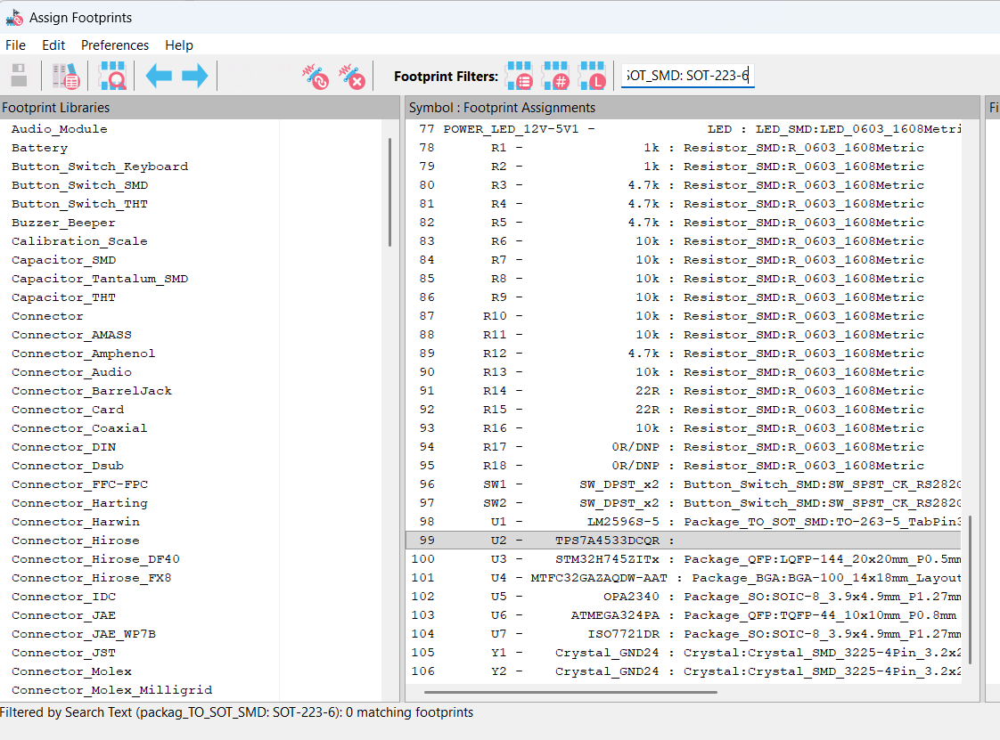 Assign Footprints
File Edit Preferences Help
Footprint Filters: # L SOT_SMD: SOT-223-6
Footprint Libraries
Audio_Module
Battery
Button_Switch_Keyboard
Button_Switch_SMD
Button_Switch_THT
Buzzer_Beeper
Calibration_Scale
Capacitor_SMD
Capacitor_Tantalum_SMD
Capacitor_THT
Connector
Connector_AMASS
Connector_Amphenol
Connector_Audio
Connector_BarrelJack
Connector_Card
Connector_Coaxial
Connector_DIN
Connector_Dsub
Connector_FFC-FPC
Connector_Harting
Connector_Harwin
Connector_Hirose
Connector_Hirose_DF40
Connector_Hirose_FX8
Connector_IDC
Connector_JAE
Connector_JAE_WP7B
Connector_JST
Connector_Molex
Connector_Molex_Milligrid
Symbol : Footprint Assignments
77 POWER_LED_12V-5V1 - LED : LED_SMD:LED_0603_1608Metri
78 R1 - 1k : Resistor_SMD:R_0603_1608Metric
79 R2 - 1k : Resistor_SMD:R_0603_1608Metric
80 R3 - 4.7k : Resistor_SMD:R_0603_1608Metric
81 R4 - 4.7k : Resistor_SMD:R_0603_1608Metric
82 R5 - 4.7k : Resistor_SMD:R_0603_1608Metric
83 R6 - 10k : Resistor_SMD:R_0603_1608Metric
84 R7 - 10k : Resistor_SMD:R_0603_1608Metric
85 R8 - 10k : Resistor_SMD:R_0603_1608Metric
86 R9 - 10k : Resistor_SMD:R_0603_1608Metric
87 R10 - 10k : Resistor_SMD:R_0603_1608Metric
88 R11 - 10k : Resistor_SMD:R_0603_1608Metric
89 R12 - 4.7k : Resistor_SMD:R_0603_1608Metric
90 R13 - 10k : Resistor_SMD:R_0603_1608Metric
91 R14 - 22R : Resistor_SMD:R_0603_1608Metric
92 R15 - 22R : Resistor_SMD:R_0603_1608Metric
93 R16 - 10k : Resistor_SMD:R_0603_1608Metric
94 R17 - 0R/DNP : Resistor_SMD:R_0603_1608Metric
95 R18 - 0R/DNP : Resistor_SMD:R_0603_1608Metric
96 SW1 - SW_DPST_x2 : Button_Switch_SMD:SW_SPST_CK_RS282G
97 SW2 - SW_DPST_x2 : Button_Switch_SMD:SW_SPST_CK_RS282G
98 U1 - LM2596S-5 : Package_TO_SOT_SMD:TO-263-5_TabPin3
99 U2 - TPS7A4533DCQR :
100 U3 - STM32H745ZITx : Package_QFP:LQFP-144_20x20mm_P0.5mm
101 U4 - MTFC32GAZAQDW-AAT : Package_BGA:BGA-100_14x18mm_Layout
102 U5 - OPA2340 : Package_SO:SOIC-8_3.9x4.9mm_P1.27mm
103 U6 - ATMEGA324PA : Package_QFP:TQFP-44_10x10mm_P0.8mm
104 U7 - ISO7721DR : Package_SO:SOIC-8_3.9x4.9mm_P1.27mm
105 Y1 - Crystal_GND24 : Crystal:Crystal_SMD_3225-4Pin_3.2x2
106 Y2 - Crystal_GND24 : Crystal:Crystal_SMD_3225-4Pin_3.2x2
Fi
Filtered by Search Text (packag_TO_SOT_SMD: SOT-223-6): 0 matching footprints